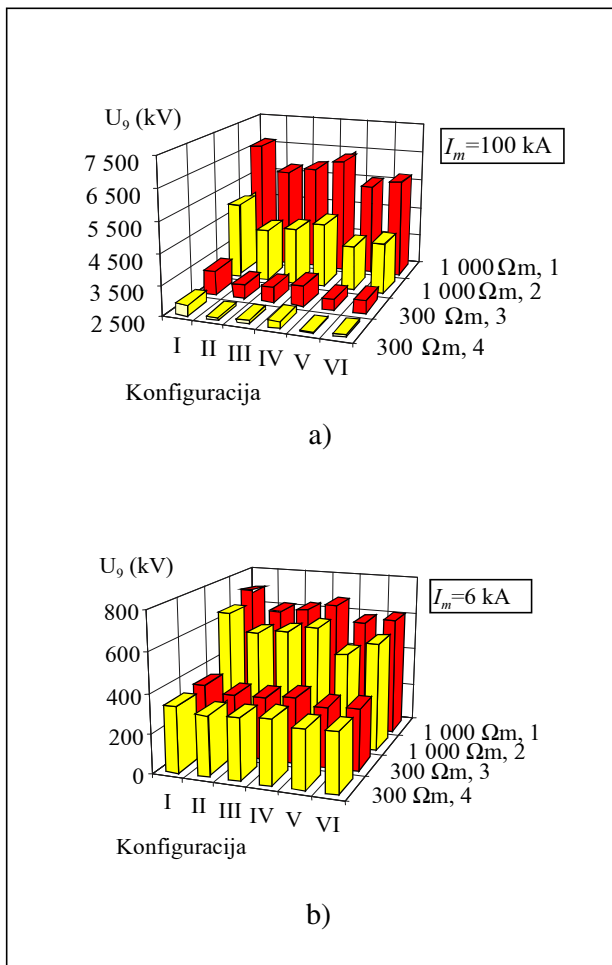 U₉ (kV)
I_m=100 kA
7 500
6 500
5 500
4 500
3 500
2 500
I II III IV V VI
1 000 Ωm, 1
1 000 Ωm, 2
300 Ωm, 3
300 Ωm, 4
Konfiguracija
a)
U₉ (kV)
I_m=6 kA
800
600
400
200
0
I II III IV V VI
1 000 Ωm, 1
1 000 Ωm, 2
300 Ωm, 3
300 Ωm, 4
Konfiguracija
b)